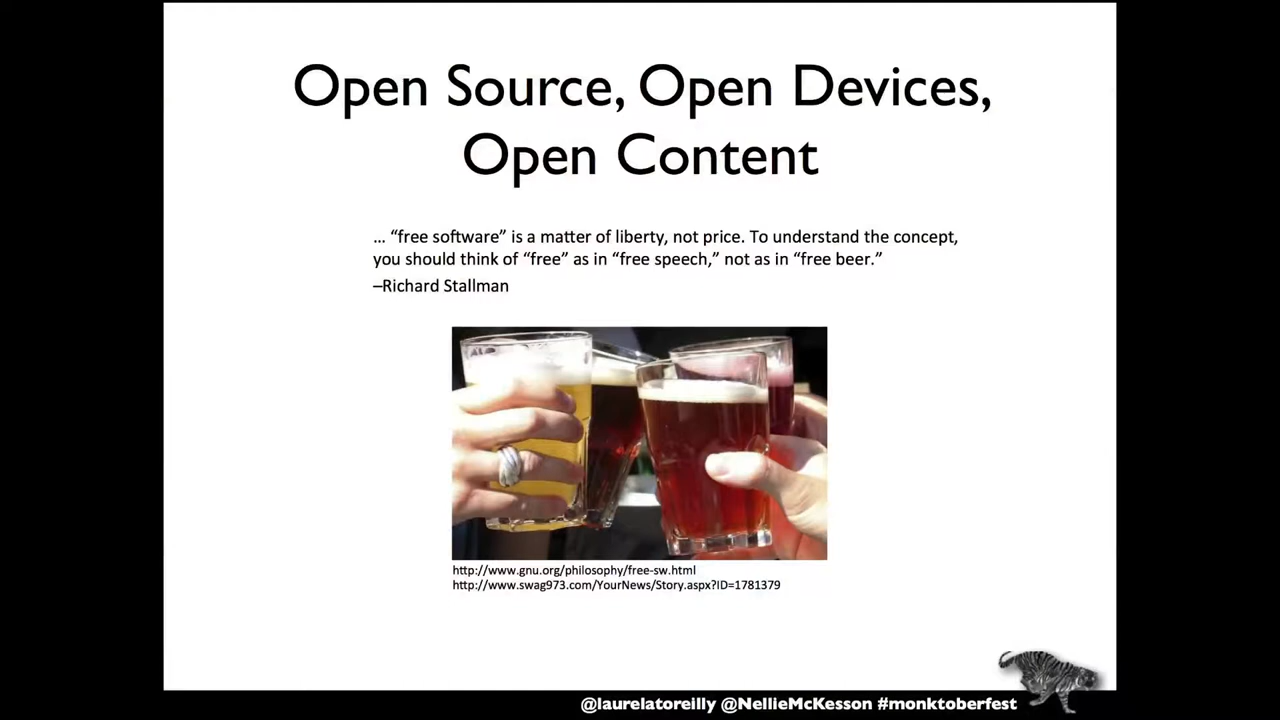 Open Source, Open Devices,
Open Content
… “free software” is a matter of liberty, not price. To understand the concept,
you should think of “free” as in “free speech,” not as in “free beer.”
–Richard Stallman
http://www.gnu.org/philosophy/free-sw.html
http://www.swag973.com/YourNews/Story.aspx?ID=1781379
@laurelatoreilly @NellieMcKesson #monktoberfest